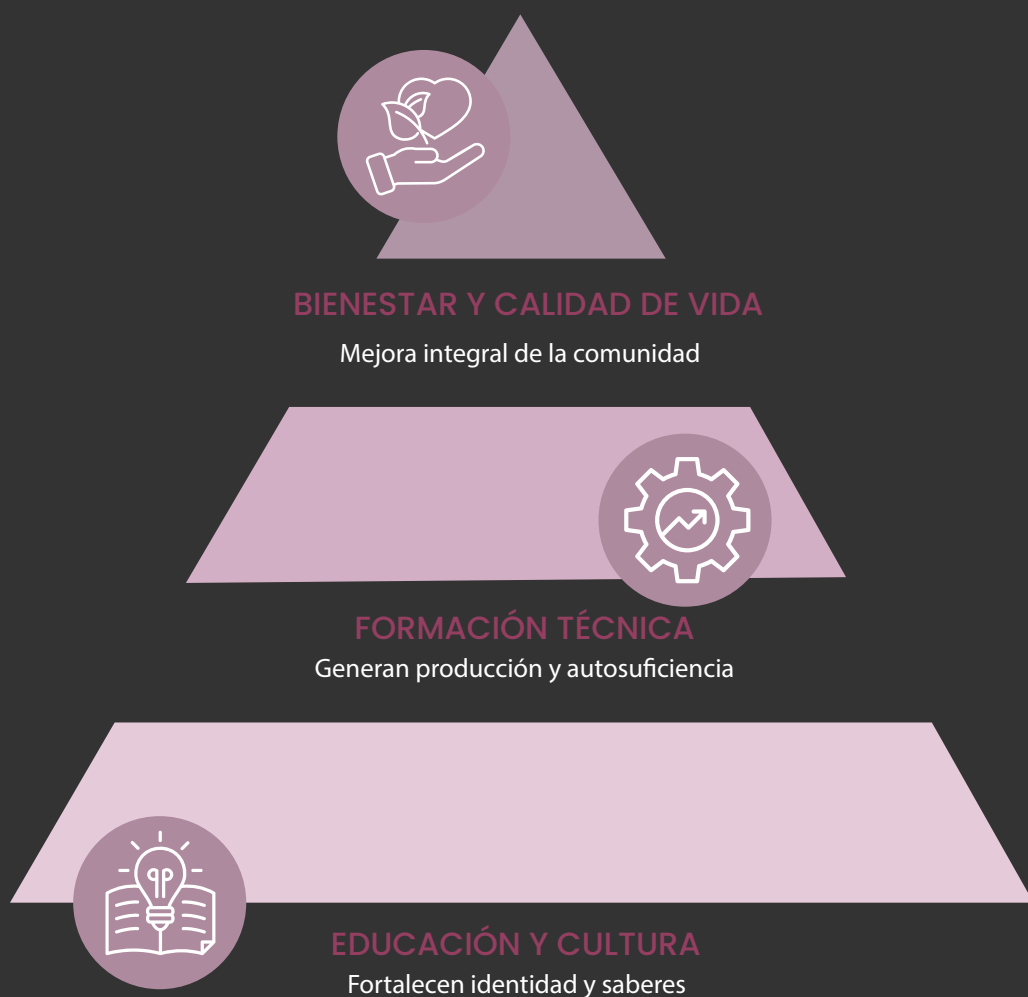 BIENESTAR Y CALIDAD DE VIDA
Mejora integral de la comunidad
FORMACIÓN TÉCNICA
Generan producción y autosuficiencia
EDUCACIÓN Y CULTURA
Fortalecen identidad y saberes